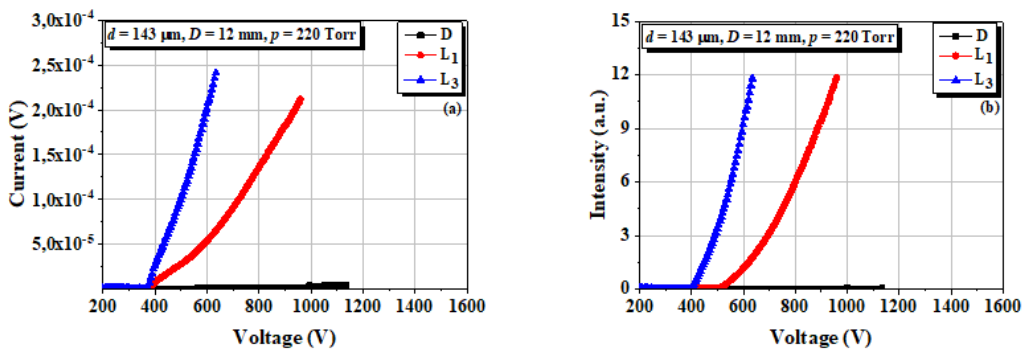 d = 143 µm, D = 12 mm, p = 220 Torr
D
L1
L3
(a)
Current (V)
3,0x10-4
2,5x10-4
2,0x10-4
1,5x10-4
1,0x10-4
5,0x10-5
200 400 600 800 1000 1200 1400 1600
Voltage (V)
d = 143 µm, D = 12 mm, p = 220 Torr
D
L1
L3
(b)
Intensity (a.u.)
15
12
9
6
3
0
200 400 600 800 1000 1200 1400 1600
Voltage (V)